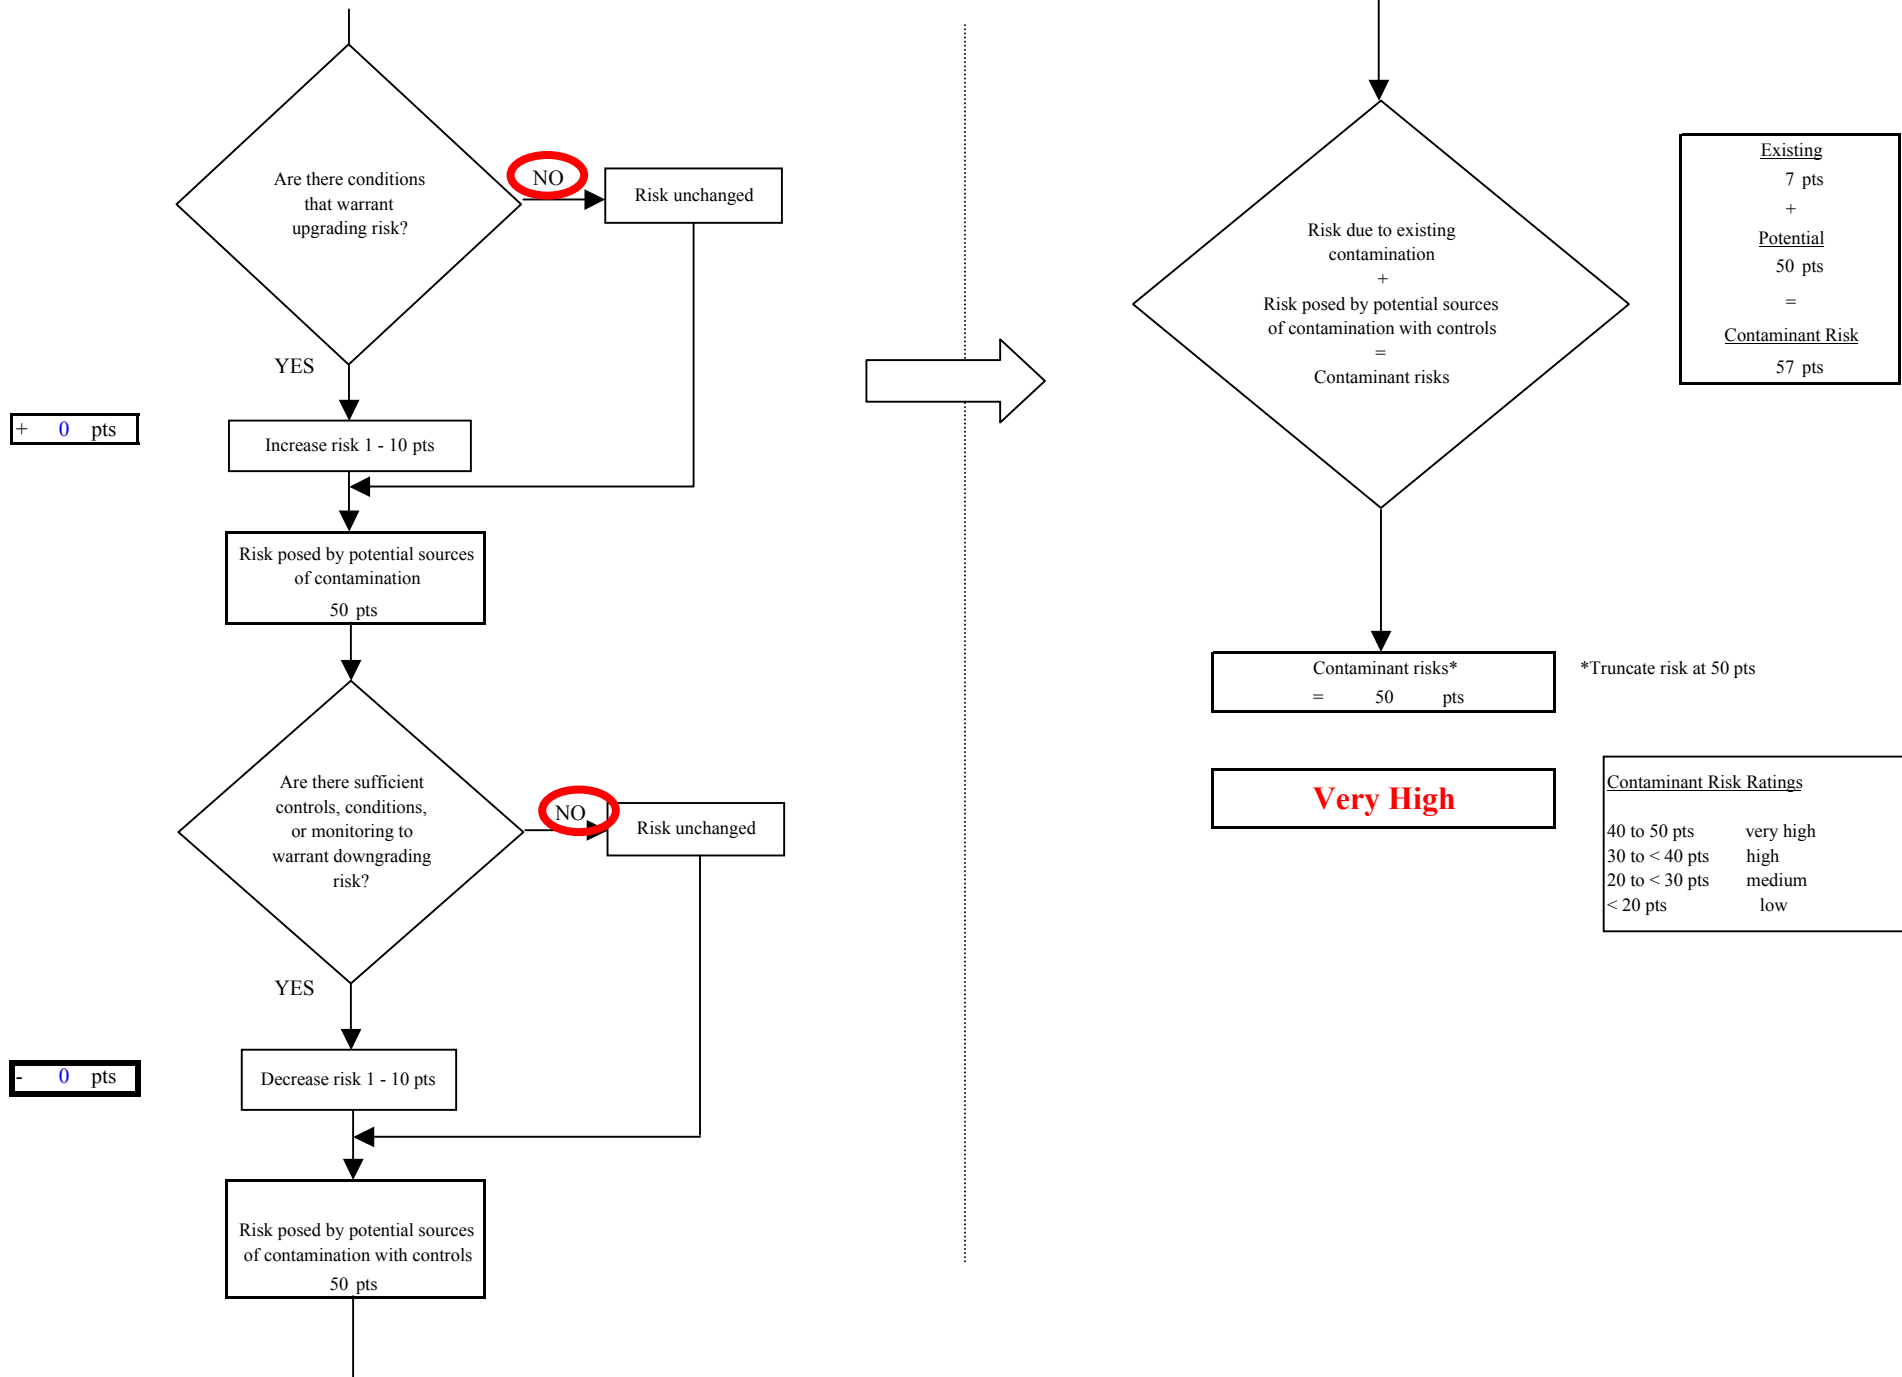 Are there conditions
that warrant
upgrading risk?
NO
Risk unchanged
YES
+ 0 pts
Increase risk 1 - 10 pts
Risk posed by potential sources
of contamination
50 pts
Are there sufficient
controls, conditions,
or monitoring to
warrant downgrading
risk?
NO
Risk unchanged
YES
- 0 pts
Decrease risk 1 - 10 pts
Risk posed by potential sources
of contamination with controls
50 pts
Risk due to existing
contamination
+
Risk posed by potential sources
of contamination with controls
=
Contaminant risks
Existing
7 pts
+
Potential
50 pts
=
Contaminant Risk
57 pts
Contaminant risks*
= 50 pts
*Truncate risk at 50 pts
Very High
Contaminant Risk Ratings
40 to 50 pts very high
30 to < 40 pts high
20 to < 30 pts medium
< 20 pts low